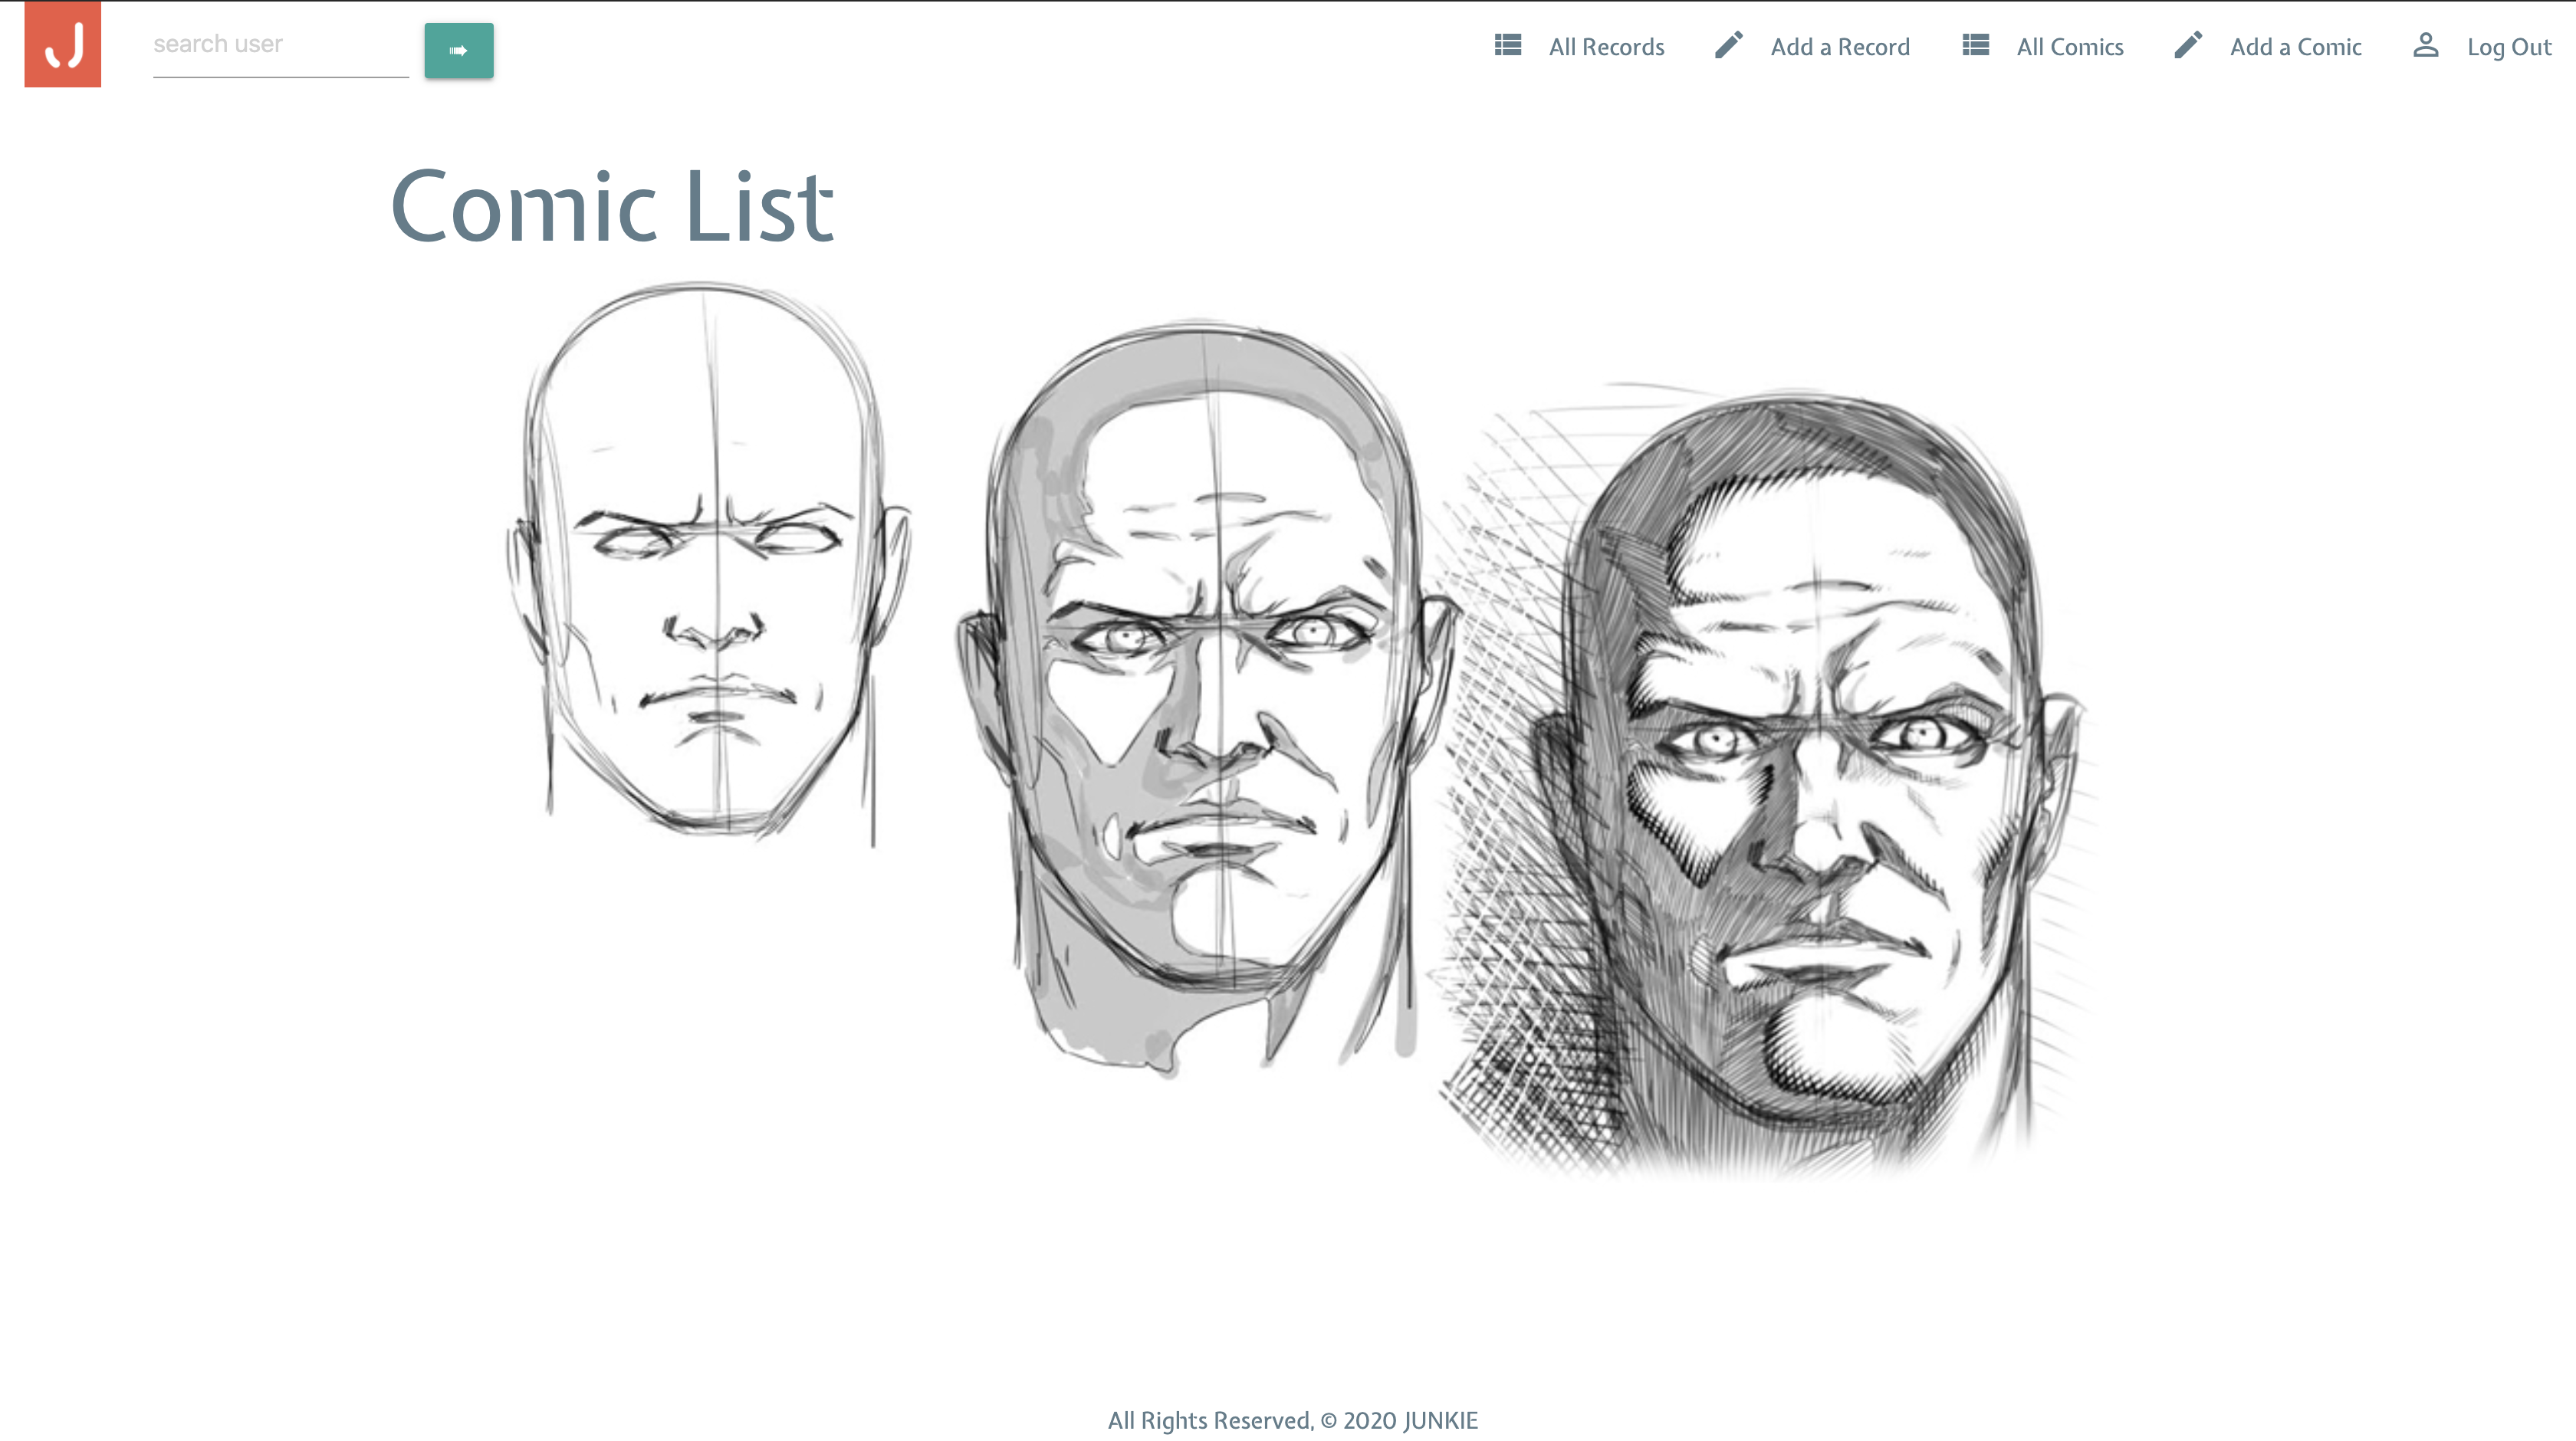 J
search user
All Records
Add a Record
All Comics
Add a Comic
Log Out
Comic List
All Rights Reserved, © 2020 JUNKIE